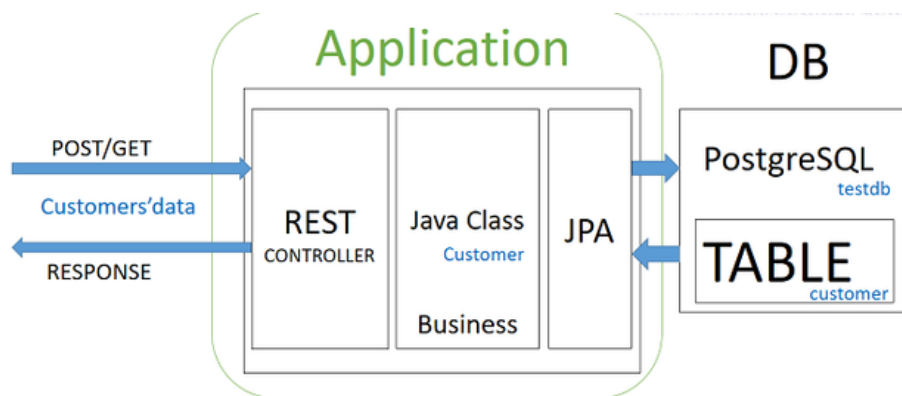 Application
DB
POST/GET
Customers'data
RESPONSE
REST
CONTROLLER
Java Class
Customer
Business
JPA
PostgreSQL
testdb
TABLE
customer